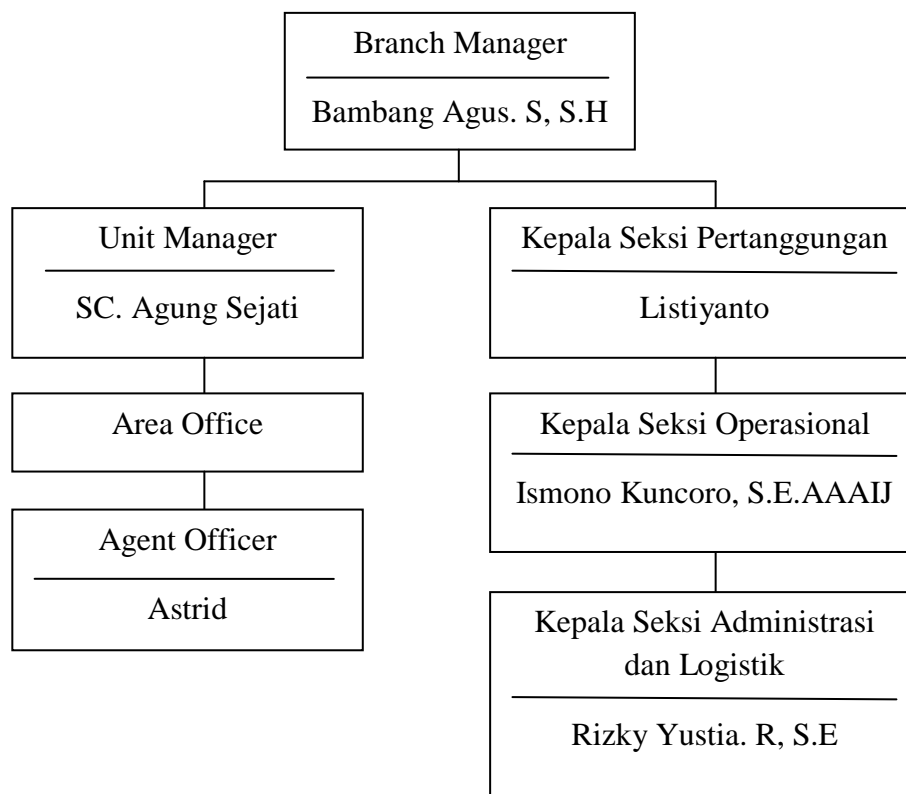 Branch Manager
Bambang Agus. S, S.H
Unit Manager
SC. Agung Sejati
Area Office
Agent Officer
Astrid
Kepala Seksi Pertanggungan
Listiyanto
Kepala Seksi Operasional
Ismono Kuncoro, S.E.AAAIJ
Kepala Seksi Administrasi
dan Logistik
Rizky Yustia. R, S.E